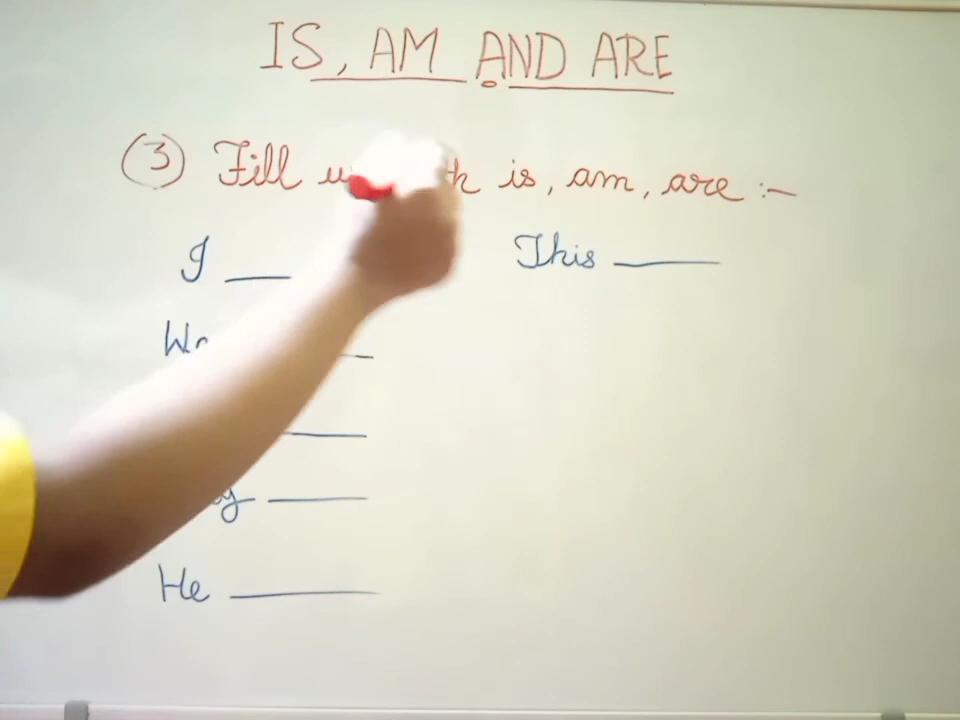 IS, AM AND ARE
(3) Fill is, am, are :-
I ___ This ___
He ___